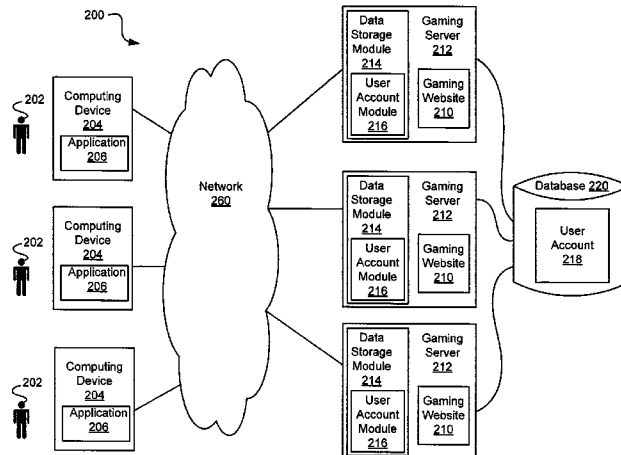 200
202
Computing
Device
204
Application
206
202
Computing
Device
204
Application
206
202
Computing
Device
204
Application
206
Network
260
Data
Storage
Module
214
User
Account
Module
216
Gaming
Server
212
Gaming
Website
210
Data
Storage
Module
214
User
Account
Module
216
Gaming
Server
212
Gaming
Website
210
Data
Storage
Module
214
User
Account
Module
216
Gaming
Server
212
Gaming
Website
210
Database 220
User
Account
218